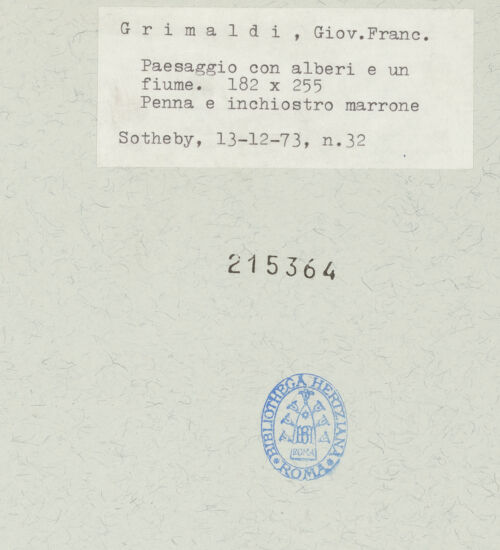 G r i m a l d i , Giov.Franc.
Paesaggio con alberi e un
fiume. 182 x 255
Penna e inchiostro marrone
Sotheby, 13-12-73, n.32
215364
BIBLIOTHECA HERTZIANA
ROMA
* ROMA *